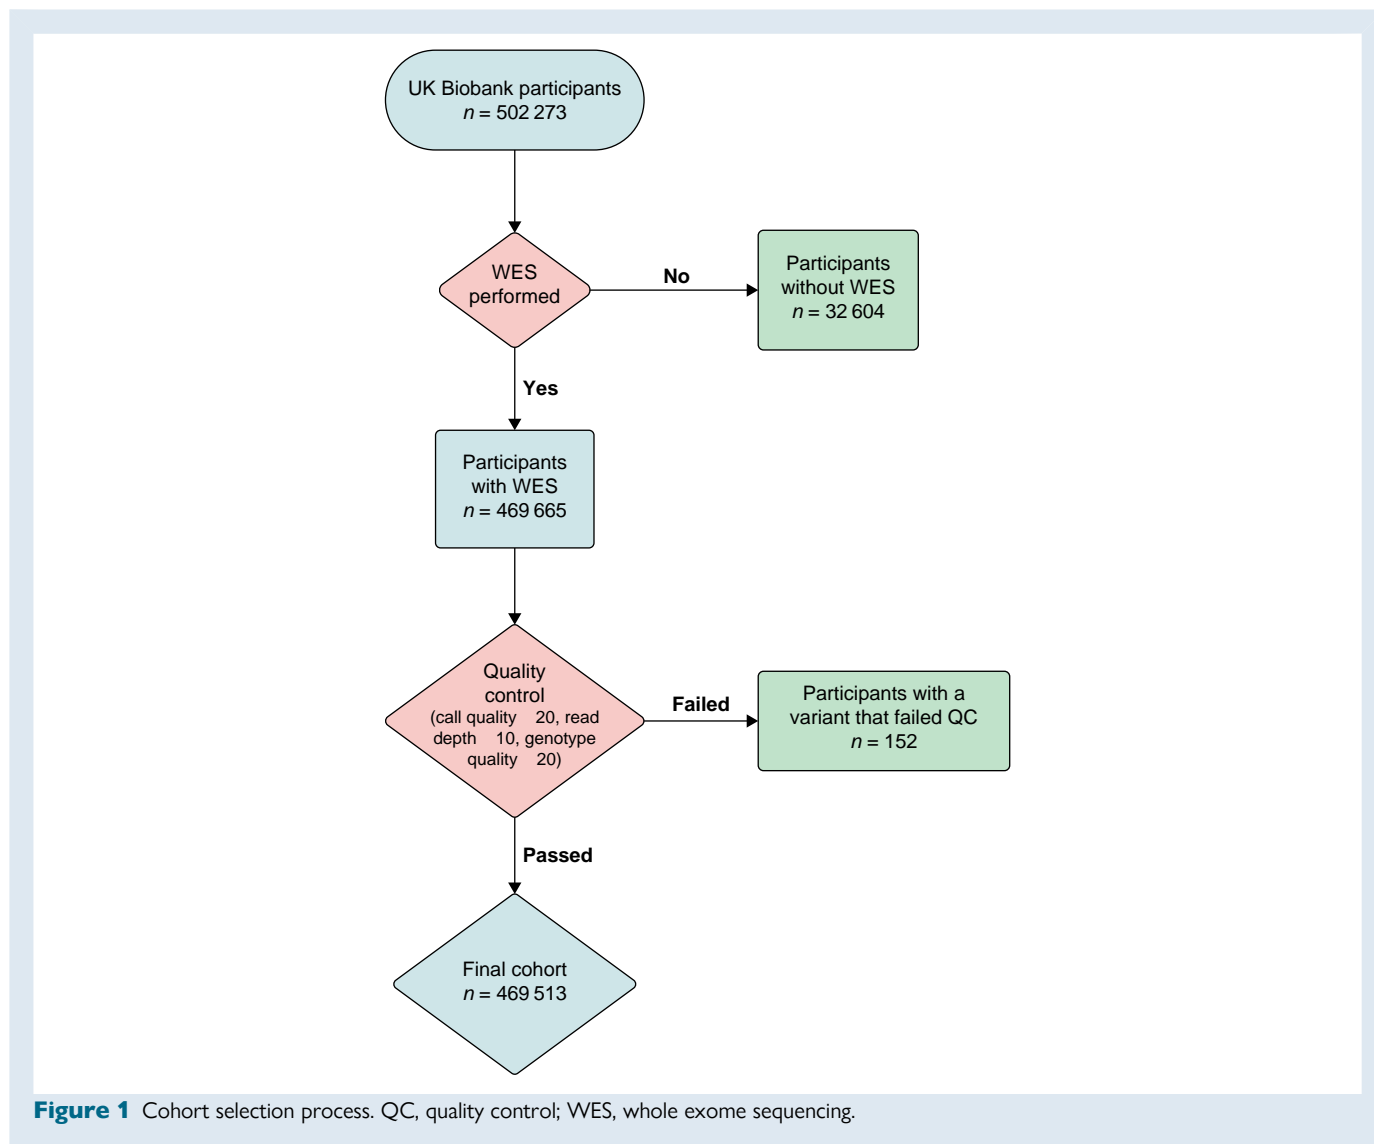 UK Biobank participants
n = 502 273
WES
performed
No
Participants
without WES
n = 32 604
Yes
Participants
with WES
n = 469 665
Quality
control
(call quality 20, read
depth 10, genotype
quality 20)
Failed
Participants with a
variant that failed QC
n = 152
Passed
Final cohort
n = 469 513
Figure 1 Cohort selection process. QC, quality control; WES, whole exome sequencing.